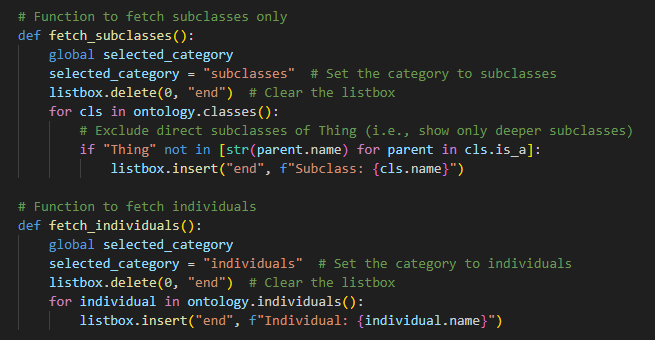 # Function to fetch subclasses only
def fetch_subclasses():
    global selected_category
    selected_category = "subclasses"  # Set the category to subclasses
    listbox.delete(0, "end")  # Clear the listbox
    for cls in ontology.classes():
        # Exclude direct subclasses of Thing (i.e., show only deeper subclasses)
        if "Thing" not in [str(parent.name) for parent in cls.is_a]:
            listbox.insert("end", f"Subclass: {cls.name}")

# Function to fetch individuals
def fetch_individuals():
    global selected_category
    selected_category = "individuals"  # Set the category to individuals
    listbox.delete(0, "end")  # Clear the listbox
    for individual in ontology.individuals():
        listbox.insert("end", f"Individual: {individual.name}")